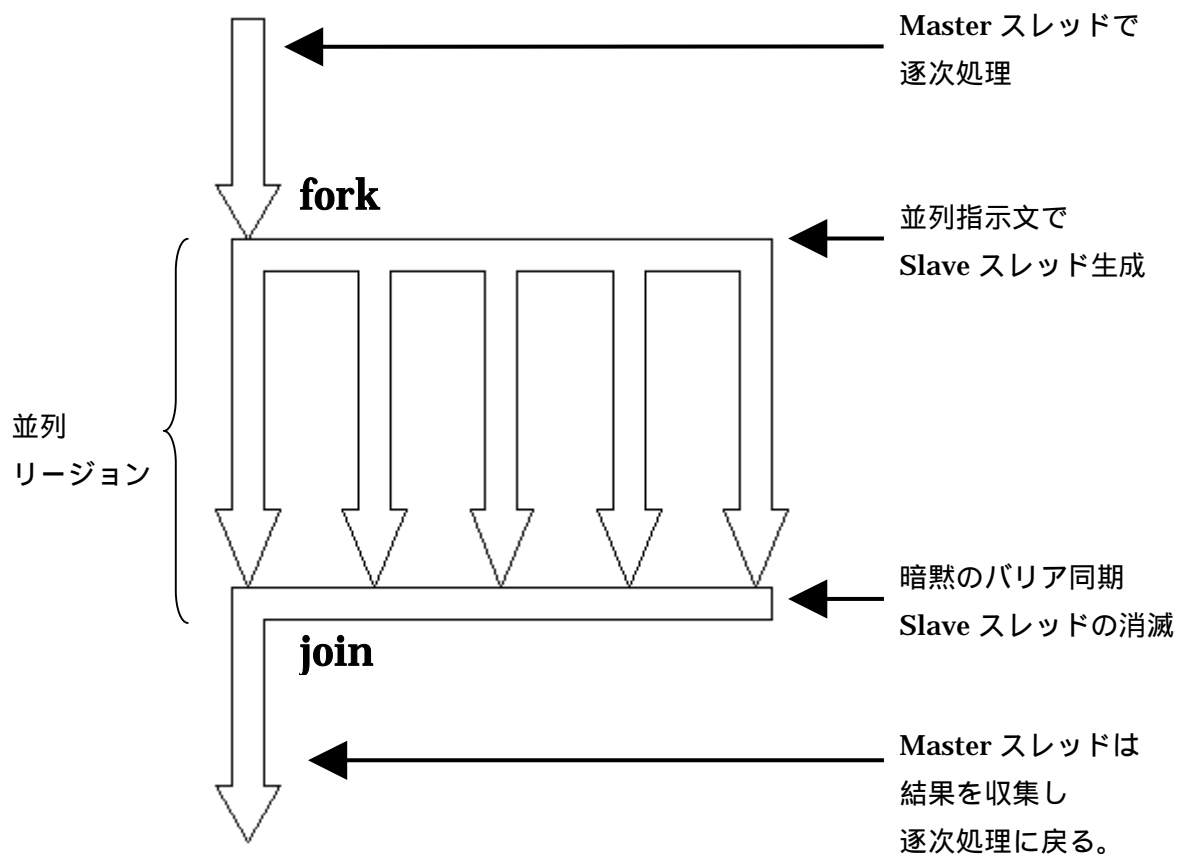 Master スレッドで
逐次処理
fork
並列指示文で
Slave スレッド生成
並列
リージョン
暗黙のバリア同期
Slave スレッドの消滅
join
Master スレッドは
結果を収集し
逐次処理に戻る。